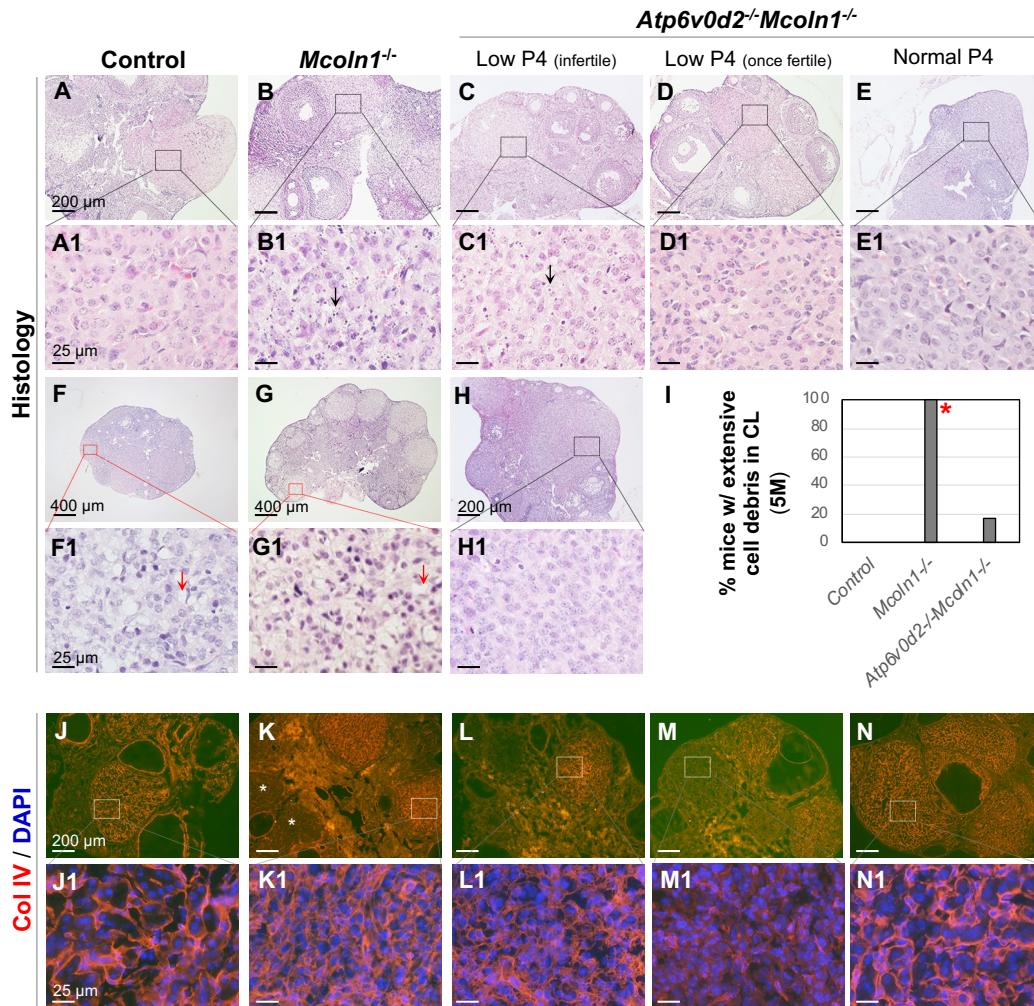 Atp6v0d2-/-Mcoln1-/-
Control
Mcoln1-/-
Low P4 (infertile)
Low P4 (once fertile)
Normal P4
Histology
A
B
C
D
E
200 µm
A1
B1
C1
D1
E1
25 µm
F
G
H
400 µm
400 µm
200 µm
F1
G1
H1
25 µm
I
% mice w/ extensive
cell debris in CL
(5M)
100
80
60
40
20
0
*
Control
Mcoln1-/-
Atp6v0d2-/-Mcoln1-/-
Col IV / DAPI
J
K
L
M
N
*
*
200 µm
J1
K1
L1
M1
N1
25 µm